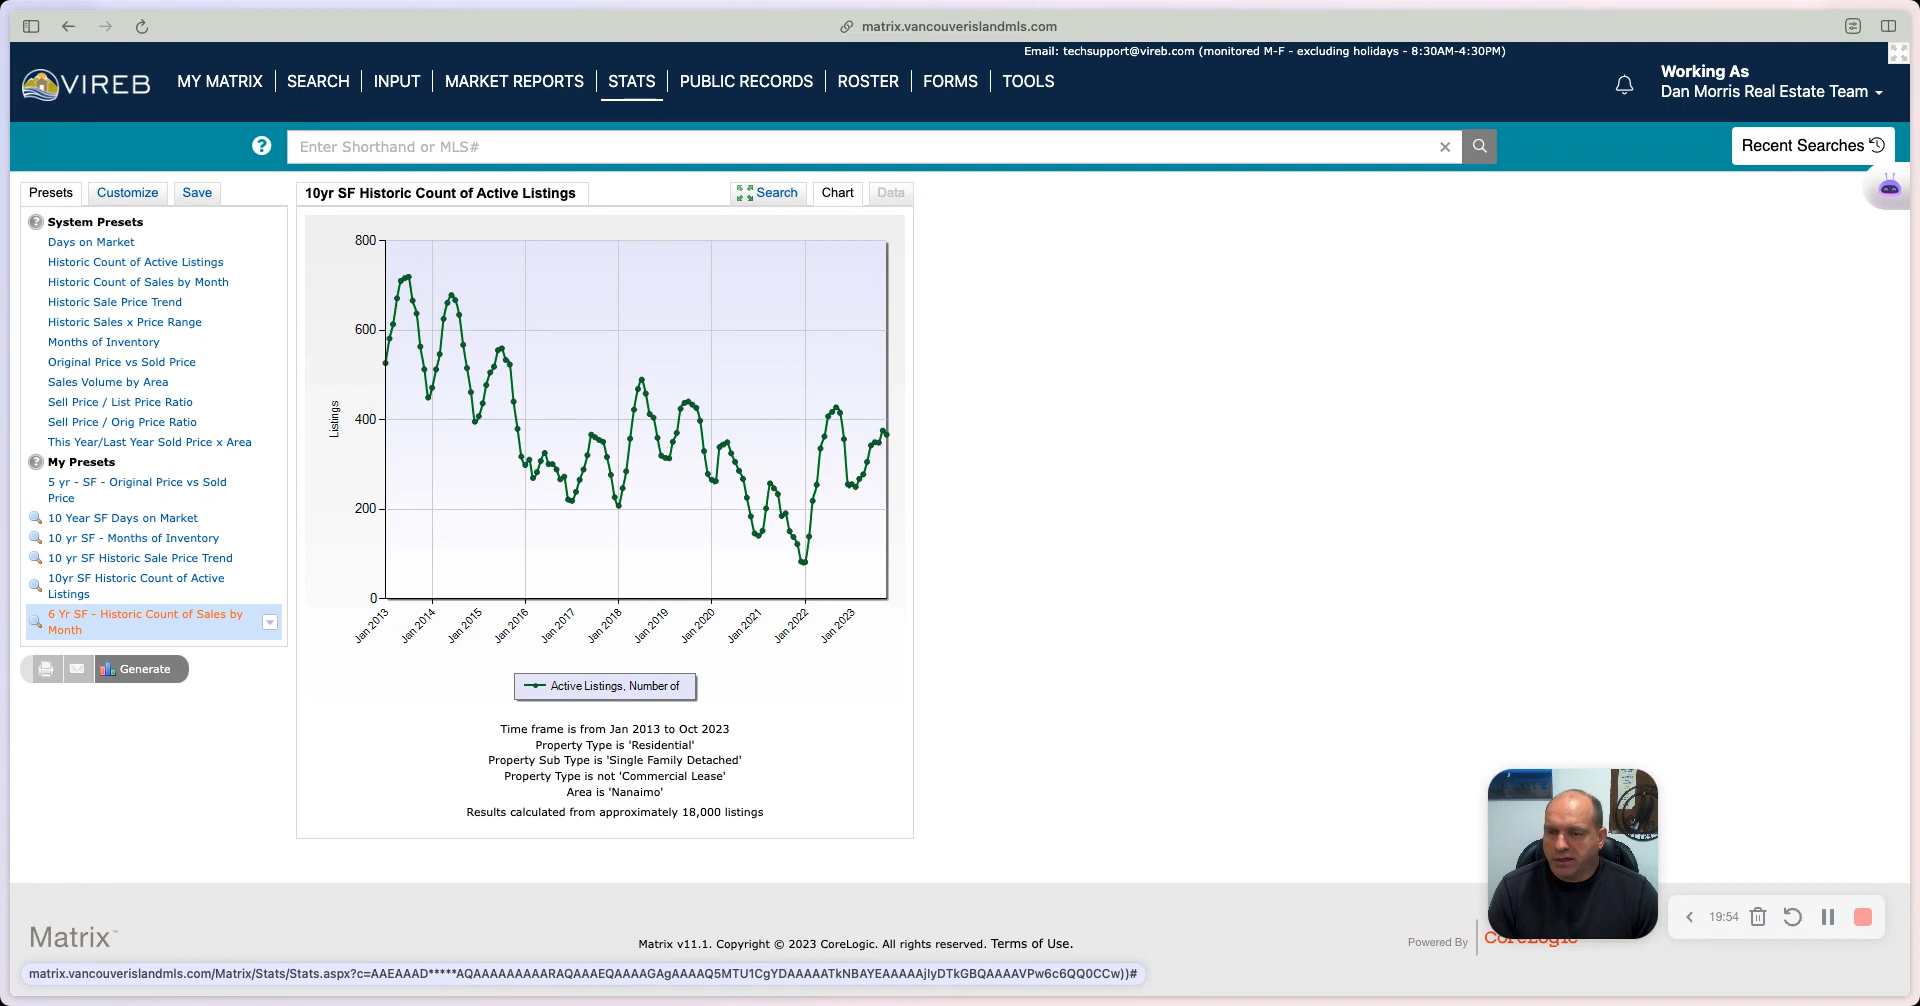 matrix.vancouverislandmls.com
Email: techsupport@vireb.com (monitored M-F - excluding holidays - 8:30AM-4:30PM)
VIREB
MY MATRIX
SEARCH
INPUT
MARKET REPORTS
STATS
PUBLIC RECORDS
ROSTER
FORMS
TOOLS
Working As
Dan Morris Real Estate Team
Enter Shorthand or MLS#
Recent Searches
Presets
Customize
Save
System Presets
Days on Market
Historic Count of Active Listings
Historic Count of Sales by Month
Historic Sale Price Trend
Historic Sales x Price Range
Months of Inventory
Original Price vs Sold Price
Sales Volume by Area
Sell Price / List Price Ratio
Sell Price / Orig Price Ratio
This Year/Last Year Sold Price x Area
My Presets
5 yr - SF - Original Price vs Sold
Price
10 Year SF Days on Market
10 yr SF - Months of Inventory
10 yr SF Historic Sale Price Trend
10yr SF Historic Count of Active
Listings
6 Yr SF - Historic Count of Sales by
Month
Generate
10yr SF Historic Count of Active Listings
Search
Chart
Data
800
600
400
200
0
Listings
Jan 2013
Jan 2014
Jan 2015
Jan 2016
Jan 2017
Jan 2018
Jan 2019
Jan 2020
Jan 2021
Jan 2022
Jan 2023
Active Listings, Number of
Time frame is from Jan 2013 to Oct 2023
Property Type is 'Residential'
Property Sub Type is 'Single Family Detached'
Property Type is not 'Commercial Lease'
Area is 'Nanaimo'
Results calculated from approximately 18,000 listings
19:54
Matrix™
Matrix v11.1. Copyright © 2023 CoreLogic. All rights reserved. Terms of Use.
Powered By
CoreLogic